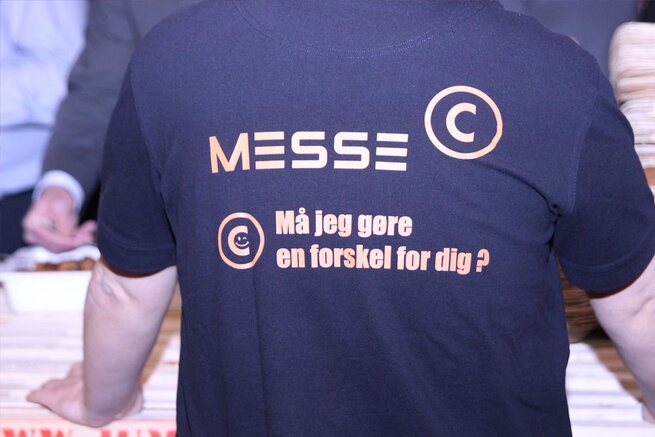 MESSE C
C Må jeg gøre
en forskel for dig ?